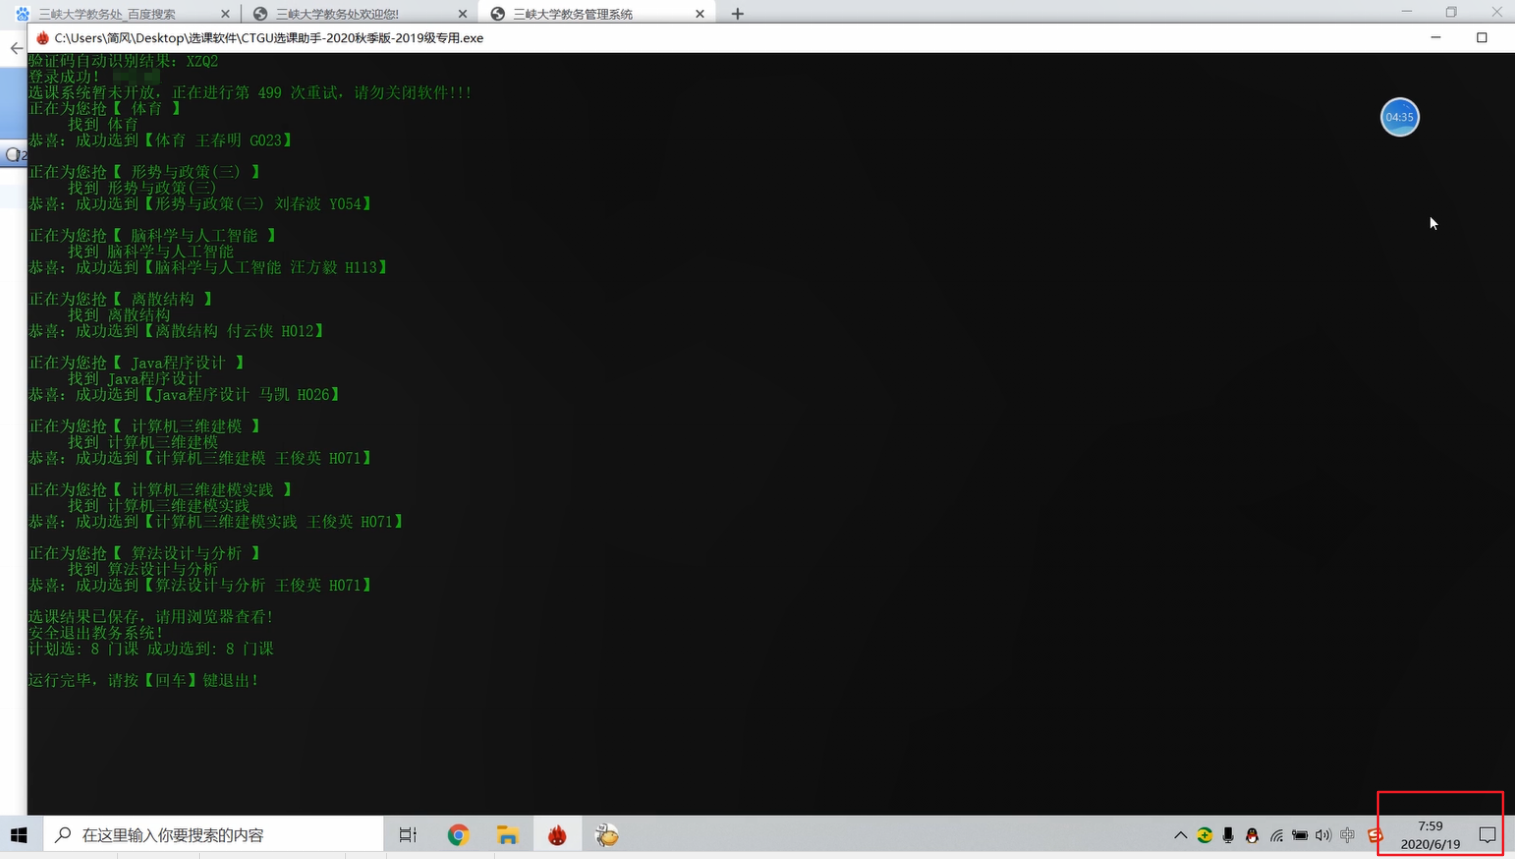 三峡大学教务处_百度搜索
三峡大学教务处欢迎您!
三峡大学教务管理系统
C:\Users\简风\Desktop\选课软件\CTGU选课助手-2020秋季版-2019级专用.exe
验证码自动识别结果: XZQ2
登录成功!
选课系统暂未开放, 正在进行第 499 次重试, 请勿关闭软件!!!
正在为您抢【 体育 】
找到 体育
恭喜: 成功选到【体育 王春明 G023】
正在为您抢【 形势与政策(三) 】
找到 形势与政策(三)
恭喜: 成功选到【形势与政策(三) 刘春波 Y054】
正在为您抢【 脑科学与人工智能 】
找到 脑科学与人工智能
恭喜: 成功选到【脑科学与人工智能 汪方毅 H113】
正在为您抢【 离散结构 】
找到 离散结构
恭喜: 成功选到【离散结构 付云侠 H012】
正在为您抢【 Java程序设计 】
找到 Java程序设计
恭喜: 成功选到【Java程序设计 马凯 H026】
正在为您抢【 计算机三维建模 】
找到 计算机三维建模
恭喜: 成功选到【计算机三维建模 王俊英 H071】
正在为您抢【 计算机三维建模实践 】
找到 计算机三维建模实践
恭喜: 成功选到【计算机三维建模实践 王俊英 H071】
正在为您抢【 算法设计与分析 】
找到 算法设计与分析
恭喜: 成功选到【算法设计与分析 王俊英 H071】
选课结果已保存, 请用浏览器查看!
安全退出教务系统!
计划选: 8 门课 成功选到: 8 门课
运行完毕, 请按【回车】键退出!
04:35
在这里输入你要搜索的内容
中
7:59
2020/6/19